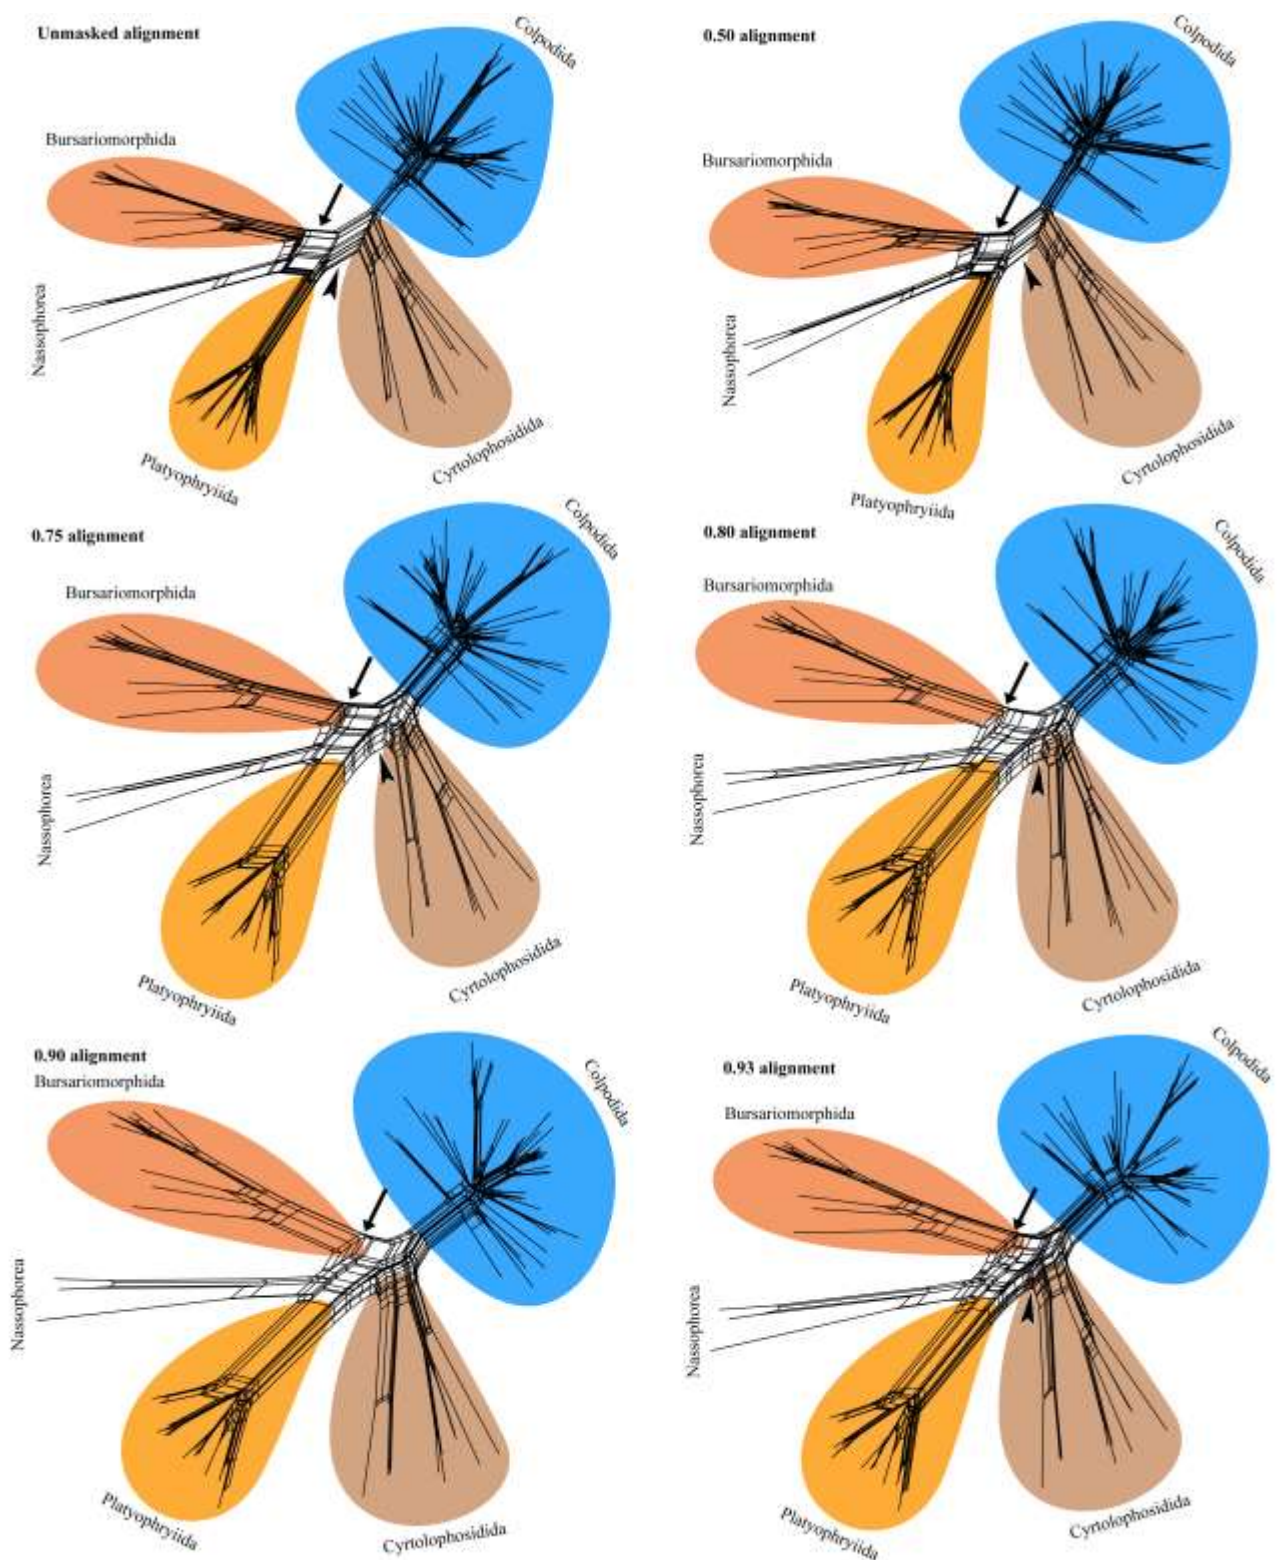 Unmasked alignment
Colpodida
Bursariomorphida
Nassophorea
Platyophryiida
Cyrtolophosidida
0.50 alignment
Colpodida
Bursariomorphida
Nassophorea
Platyophryiida
Cyrtolophosidida
0.75 alignment
Colpodida
Bursariomorphida
Nassophorea
Platyophryiida
Cyrtolophosidida
0.80 alignment
Colpodida
Bursariomorphida
Nassophorea
Platyophryiida
Cyrtolophosidida
0.90 alignment
Bursariomorphida
Colpodida
Nassophorea
Platyophryiida
Cyrtolophosidida
0.93 alignment
Colpodida
Bursariomorphida
Nassophorea
Platyophryiida
Cyrtolophosidida